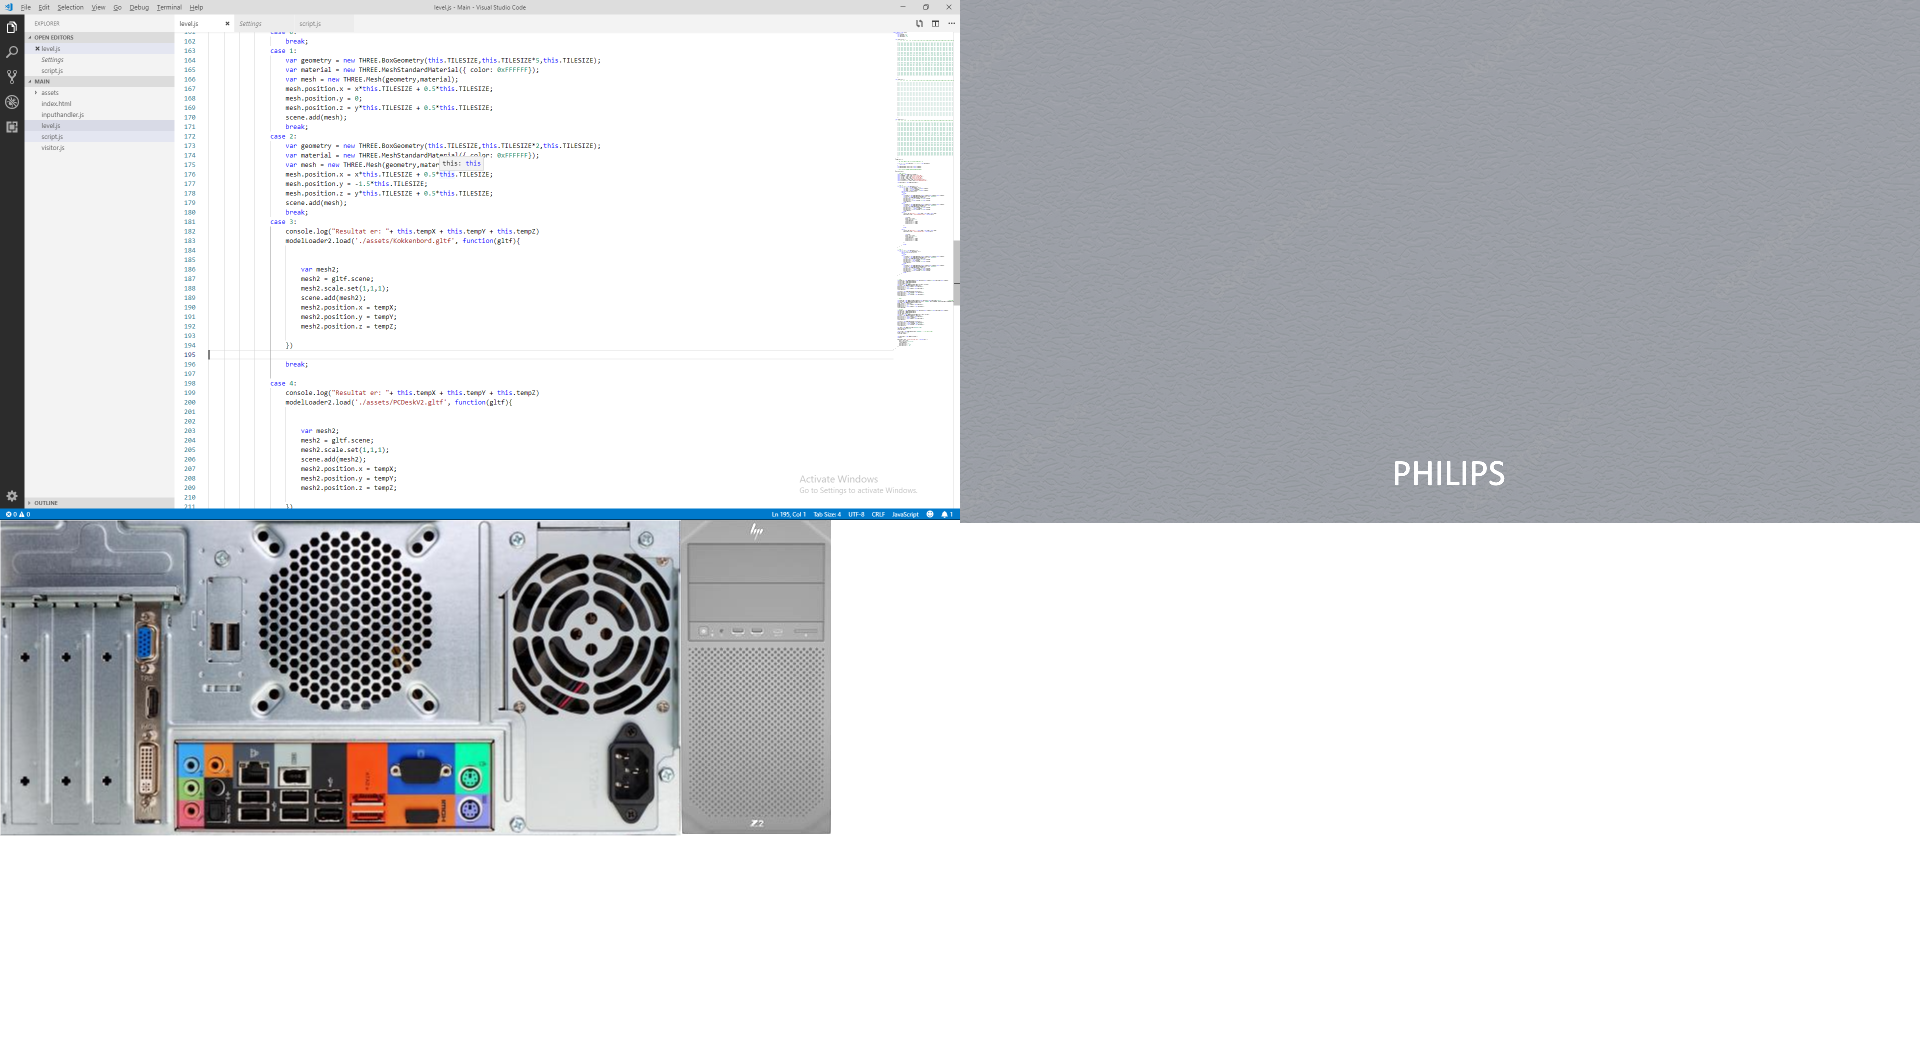 File Edit Selection View Go Debug Terminal Help
level.js - Main - Visual Studio Code
EXPLORER
OPEN EDITORS
level.js
Settings
script.js
MAIN
assets
index.html
inputhandler.js
level.js
script.js
visitor.js
OUTLINE
level.js Settings script.js
162 break;
163 case 1:
164 var geometry = new THREE.BoxGeometry(this.TILESIZE,this.TILESIZE*5,this.TILESIZE);
165 var material = new THREE.MeshStandardMaterial({ color: 0xFFFFFF});
166 var mesh = new THREE.Mesh(geometry,material);
167 mesh.position.x = x*this.TILESIZE + 0.5*this.TILESIZE;
168 mesh.position.y = 0;
169 mesh.position.z = y*this.TILESIZE + 0.5*this.TILESIZE;
170 scene.add(mesh);
171 break;
172 case 2:
173 var geometry = new THREE.BoxGeometry(this.TILESIZE,this.TILESIZE*2,this.TILESIZE);
174 var material = new THREE.MeshStandardMaterial({ color: 0xFFFFFF});
this: this
175 var mesh = new THREE.Mesh(geometry,mater
176 mesh.position.x = x*this.TILESIZE + 0.5*this.TILESIZE;
177 mesh.position.y = -1.5*this.TILESIZE;
178 mesh.position.z = y*this.TILESIZE + 0.5*this.TILESIZE;
179 scene.add(mesh);
180 break;
181 case 3:
182 console.log("Resultat er: "+ this.tempX + this.tempY + this.tempZ)
183 modelLoader2.load('./assets/Kokkenbord.gltf', function(gltf){
184
185
186 var mesh2;
187 mesh2 = gltf.scene;
188 mesh2.scale.set(1,1,1);
189 scene.add(mesh2);
190 mesh2.position.x = tempX;
191 mesh2.position.y = tempY;
192 mesh2.position.z = tempZ;
193
194 })
195
196 break;
197
198 case 4:
199 console.log("Resultat er: "+ this.tempX + this.tempY + this.tempZ)
200 modelLoader2.load('./assets/PCDeskV2.gltf', function(gltf){
201
202
203 var mesh2;
204 mesh2 = gltf.scene;
205 mesh2.scale.set(1,1,1);
206 scene.add(mesh2);
207 mesh2.position.x = tempX;
208 mesh2.position.y = tempY;
209 mesh2.position.z = tempZ;
210
211 })
Activate Windows
Go to Settings to activate Windows.
0 0 Ln 195, Col 1 Tab Size: 4 UTF-8 CRLF JavaScript 1
PHILIPS
hp
Z2